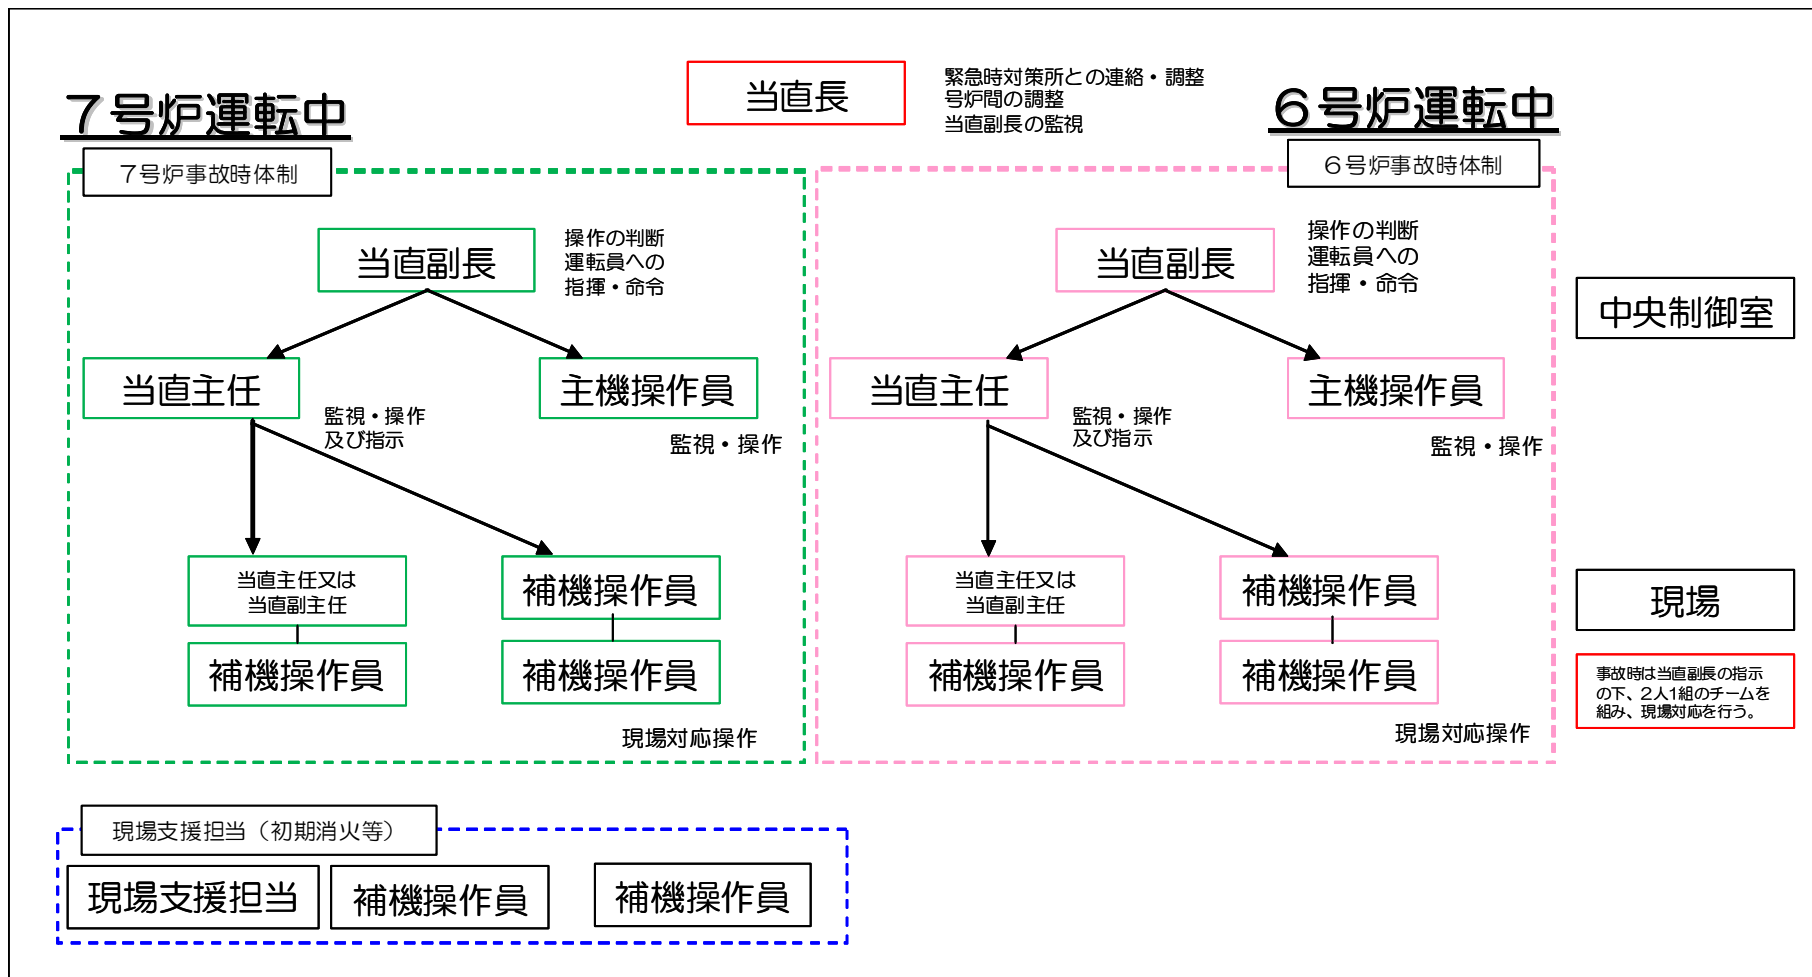 ７号炉運転中
当直長
緊急時対策所との連絡・調整
号炉間の調整
当直副長の監視
６号炉運転中
７号炉事故時体制
当直副長
操作の判断
運転員への
指揮・命令
当直主任
主機操作員
監視・操作
及び指示
監視・操作
当直主任又は
当直副主任
補機操作員
補機操作員
補機操作員
現場対応操作
６号炉事故時体制
当直副長
操作の判断
運転員への
指揮・命令
当直主任
主機操作員
監視・操作
及び指示
監視・操作
当直主任又は
当直副主任
補機操作員
補機操作員
補機操作員
現場対応操作
中央制御室
現場
事故時は当直副長の指示
の下、２人1組のチームを
組み、現場対応を行う。
現場支援担当（初期消火等）
現場支援担当
補機操作員
補機操作員